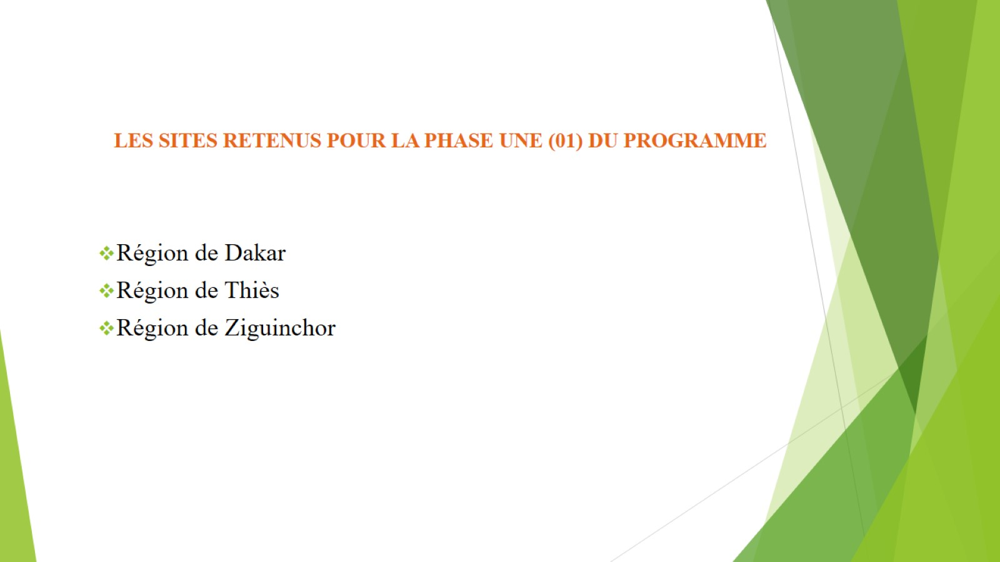 LES SITES RETENUS POUR LA PHASE UNE (01) DU PROGRAMME
Région de Dakar
Région de Thiès
Région de Ziguinchor